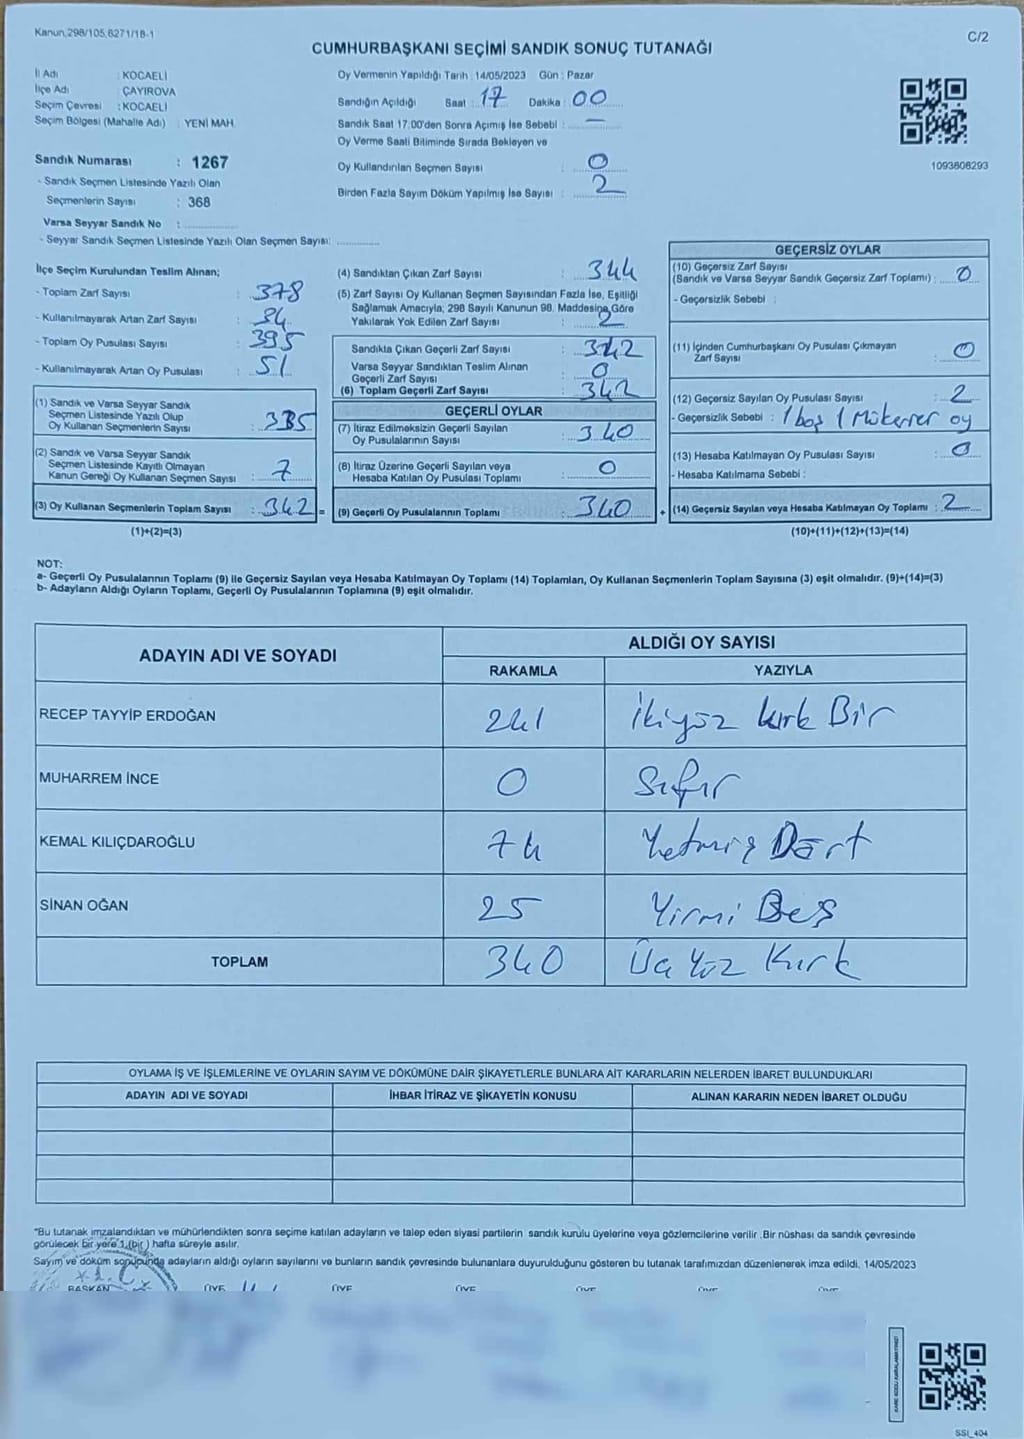 Kanun.298/105,6271/18-1
C/2
CUMHURBAŞKANI SEÇİMİ SANDIK SONUÇ TUTANAĞI
İl Adı : KOCAELİ
İlçe Adı : ÇAYIROVA
Seçim Çevresi : KOCAELİ
Seçim Bölgesi (Mahalle Adı) : YENİ MAH.
Oy Vermenin Yapıldığı Tarih : 14/05/2023 Gün : Pazar
Sandığın Açıldığı Saat : 17 Dakika : 00
Sandık Saat 17.00'den Sonra Açımış İse Sebebi : —
Oy Verme Saati Bitiminde Sırada Bekleyen ve
Oy Kullandırılan Seçmen Sayısı : 0
Birden Fazla Sayım Döküm Yapılmış İse Sayısı : 2
1093808293
Sandık Numarası : 1267
- Sandık Seçmen Listesinde Yazılı Olan
Seçmenlerin Sayısı : 368
Varsa Seyyar Sandık No :
- Seyyar Sandık Seçmen Listesinde Yazılı Olan Seçmen Sayısı:
İlçe Seçim Kurulundan Teslim Alınan;
- Toplam Zarf Sayısı : 378
- Kullanılmayarak Artan Zarf Sayısı : 34
- Toplam Oy Pusulası Sayısı : 395
- Kullanılmayarak Artan Oy Pusulası : 51
(1) Sandık ve Varsa Seyyar Sandık
Seçmen Listesinde Yazılı Olup
Oy Kullanan Seçmenlerin Sayısı : 335
(2) Sandık ve Varsa Seyyar Sandık
Seçmen Listesinde Kayıtlı Olmayan
Kanun Gereği Oy Kullanan Seçmen Sayısı : 7
(3) Oy Kullanan Seçmenlerin Toplam Sayısı : 342 =
(1)+(2)=(3)
(4) Sandıktan Çıkan Zarf Sayısı : 344
(5) Zarf Sayısı Oy Kullanan Seçmen Sayısından Fazla İse, Eşitliği
Sağlamak Amacıyla; 298 Sayılı Kanunun 98. Maddesine Göre
Yakılarak Yok Edilen Zarf Sayısı : 2
Sandıkta Çıkan Geçerli Zarf Sayısı : 342
Varsa Seyyar Sandıktan Teslim Alınan
Geçerli Zarf Sayısı : 0
(6) Toplam Geçerli Zarf Sayısı : 342
GEÇERLİ OYLAR
(7) İtiraz Edilmeksizin Geçerli Sayılan
Oy Pusulalarının Sayısı : 340
(8) İtiraz Üzerine Geçerli Sayılan veya
Hesaba Katılan Oy Pusulası Toplamı : 0
(9) Geçerli Oy Pusulalarının Toplamı : 340 +
GEÇERSİZ OYLAR
(10) Geçersiz Zarf Sayısı
(Sandık ve Varsa Seyyar Sandık Geçersiz Zarf Toplamı) : 0
- Geçersizlik Sebebi :
(11) İçinden Cumhurbaşkanı Oy Pusulası Çıkmayan
Zarf Sayısı : 0
(12) Geçersiz Sayılan Oy Pusulası Sayısı : 2
- Geçersizlik Sebebi : 1 boş 1 Mükerrer oy
(13) Hesaba Katılmayan Oy Pusulası Sayısı : 0
- Hesaba Katılmama Sebebi :
(14) Geçersiz Sayılan veya Hesaba Katılmayan Oy Toplamı : 2
(10)+(11)+(12)+(13)=(14)
NOT:
a- Geçerli Oy Pusulalarının Toplamı (9) ile Geçersiz Sayılan veya Hesaba Katılmayan Oy Toplamı (14) Toplamları, Oy Kullanan Seçmenlerin Toplam Sayısına (3) eşit olmalıdır. (9)+(14)=(3)
b- Adayların Aldığı Oyların Toplamı, Geçerli Oy Pusulalarının Toplamına (9) eşit olmalıdır.
ADAYIN ADI VE SOYADI
ALDIĞI OY SAYISI
RAKAMLA YAZIYLA
RECEP TAYYİP ERDOĞAN 241 İkiyüz kırk Bir
MUHARREM İNCE 0 Sıfır
KEMAL KILIÇDAROĞLU 74 Yetmiş Dört
SİNAN OĞAN 25 Yirmi Beş
TOPLAM 340 Üç Yüz Kırk
OYLAMA İŞ VE İŞLEMLERİNE VE OYLARIN SAYIM VE DÖKÜMÜNE DAİR ŞİKAYETLERLE BUNLARA AİT KARARLARIN NELERDEN İBARET BULUNDUKLARI
ADAYIN ADI VE SOYADI İHBAR İTİRAZ VE ŞİKAYETİN KONUSU ALINAN KARARIN NEDEN İBARET OLDUĞU
*Bu tutanak imzalandıktan ve mühürlendikten sonra seçime katılan adayların ve talep eden siyasi partilerin sandık kurulu üyelerine veya gözlemcilerine verilir .Bir nüshası da sandık çevresinde
görülecek bir yere 1 (bir ) hafta süreyle asılır.
Sayım ve döküm sonucunda adayların aldığı oyların sayılarını ve bunların sandık çevresinde bulunanlara duyurulduğunu gösteren bu tutanak tarafımızdan düzenlenerek imza edildi. 14/05/2023
BAŞKAN ÜYE ÜYE ÜYE ÜYE ÜYE ÜYE
SSI_404